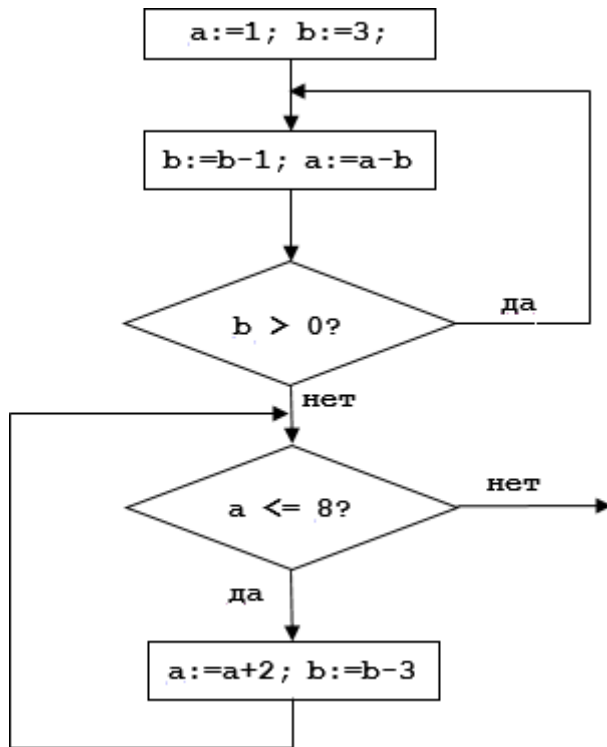 a:=1; b:=3;
b:=b-1; a:=a-b
b > 0?
да
нет
a <= 8?
нет
да
a:=a+2; b:=b-3